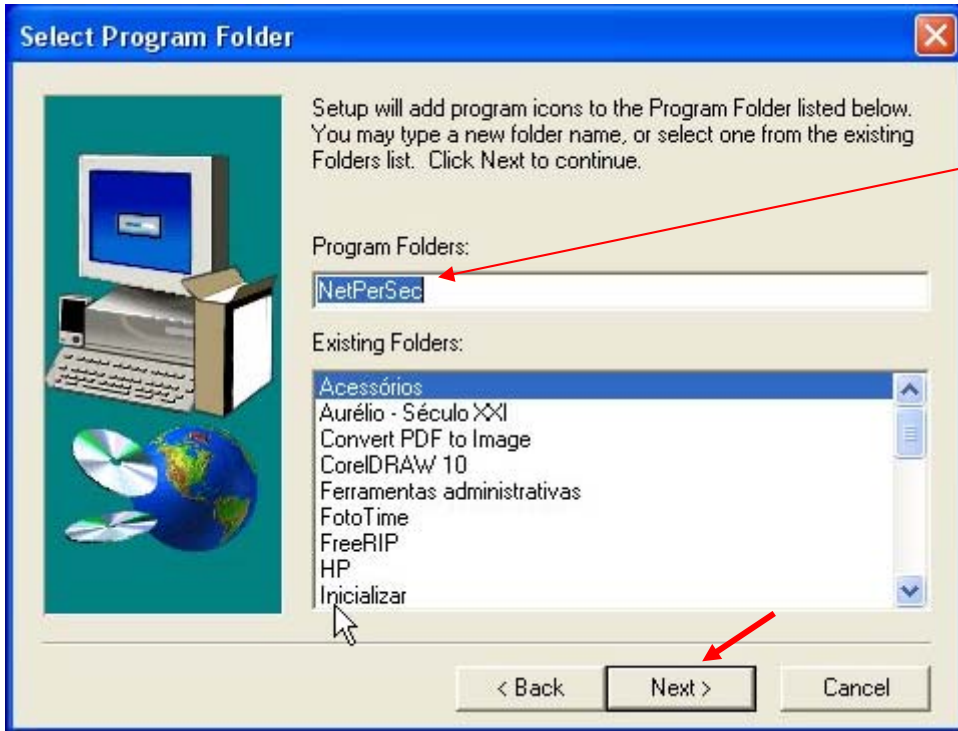 Select Program Folder
Setup will add program icons to the Program Folder listed below.
You may type a new folder name, or select one from the existing
Folders list. Click Next to continue.
Program Folders:
NetPerSec
Existing Folders:
Acessórios
Aurélio - Século XXI
Convert PDF to Image
CorelDRAW 10
Ferramentas administrativas
FotoTime
FreeRIP
HP
Inicializar
< Back
Next >
Cancel